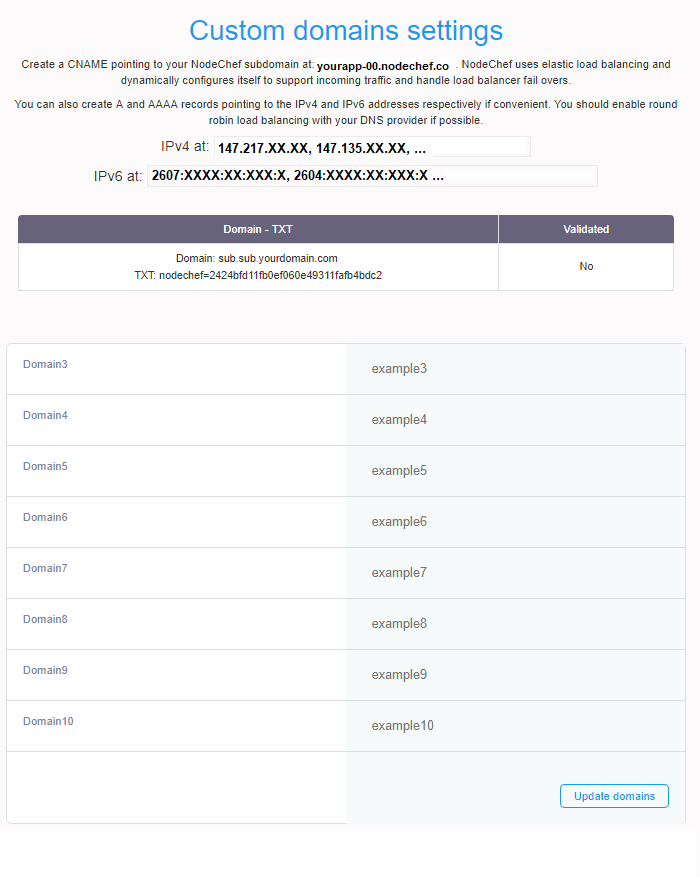 Custom domains settings
Create a CNAME pointing to your NodeChef subdomain at: yourapp-00.nodechef.co . NodeChef uses elastic load balancing and
dynamically configures itself to support incoming traffic and handle load balancer fail overs.
You can also create A and AAAA records pointing to the IPv4 and IPv6 addresses respectively if convenient. You should enable round
robin load balancing with your DNS provider if possible.
IPv4 at: 147.217.XX.XX, 147.135.XX.XX, ...
IPv6 at: 2607:XXXX:XX:XXX:X, 2604:XXXX:XX:XXX:X ...
Domain - TXT Validated
Domain: sub.sub.yourdomain.com
TXT: nodechef=2424bfd11fb0ef060e49311fafb4bdc2
No
Domain3 example3
Domain4 example4
Domain5 example5
Domain6 example6
Domain7 example7
Domain8 example8
Domain9 example9
Domain10 example10
Update domains